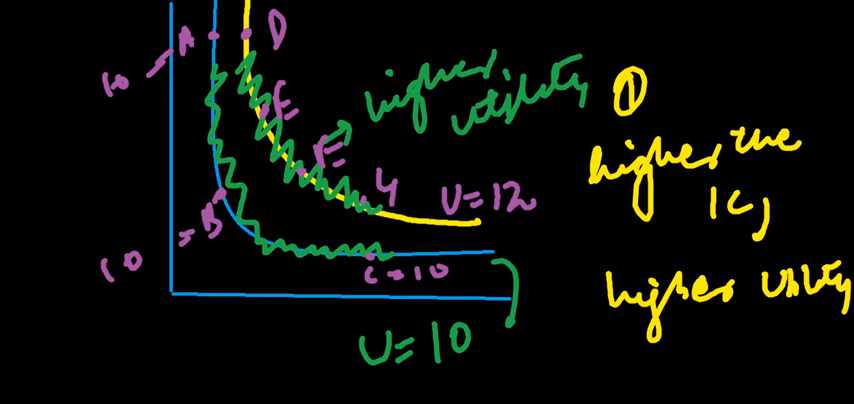 A D
10
E
F
higher
utility
①
higher the
IC,
higher utility
4
U=12
B
10 =
C=10
U=10